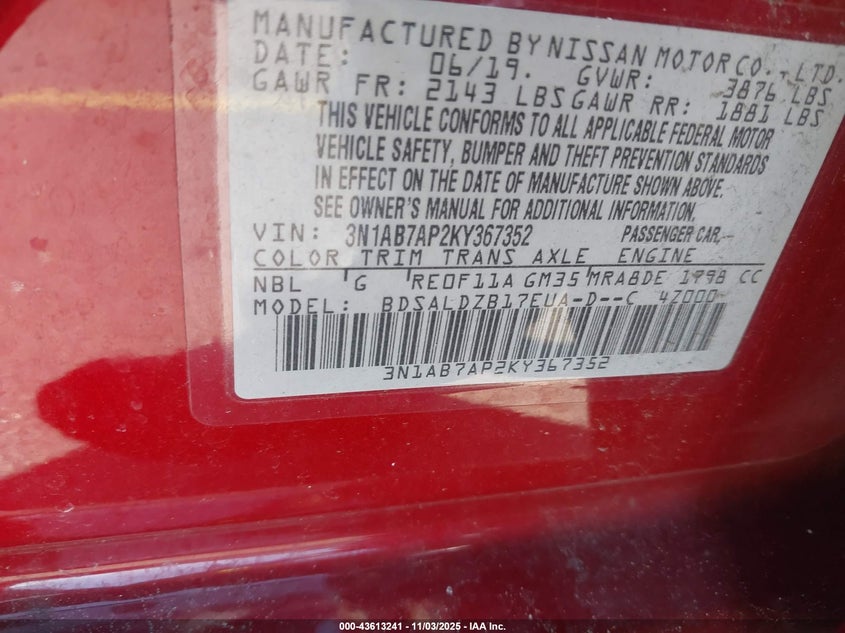 MANUFACTURED BY NISSAN MOTOR CO., LTD.
DATE: 06/19. GVWR: 3876 LBS
GAWR FR: 2143 LBS GAWR RR: 1881 LBS
THIS VEHICLE CONFORMS TO ALL APPLICABLE FEDERAL MOTOR
VEHICLE SAFETY, BUMPER AND THEFT PREVENTION STANDARDS
IN EFFECT ON THE DATE OF MANUFACTURE SHOWN ABOVE.
SEE OWNER'S MANUAL FOR ADDITIONAL INFORMATION.
VIN: 3N1AB7AP2KY367352 PASSENGER CAR
COLOR TRIM TRANS AXLE ENGINE
NBL G RE0F11A GM35 MRA8DE 1798 CC
MODEL: BDSALDZB17EUA-D--C 4Z000
3N1AB7AP2KY367352
000-43613241 - 11/03/2025 - IAA Inc.